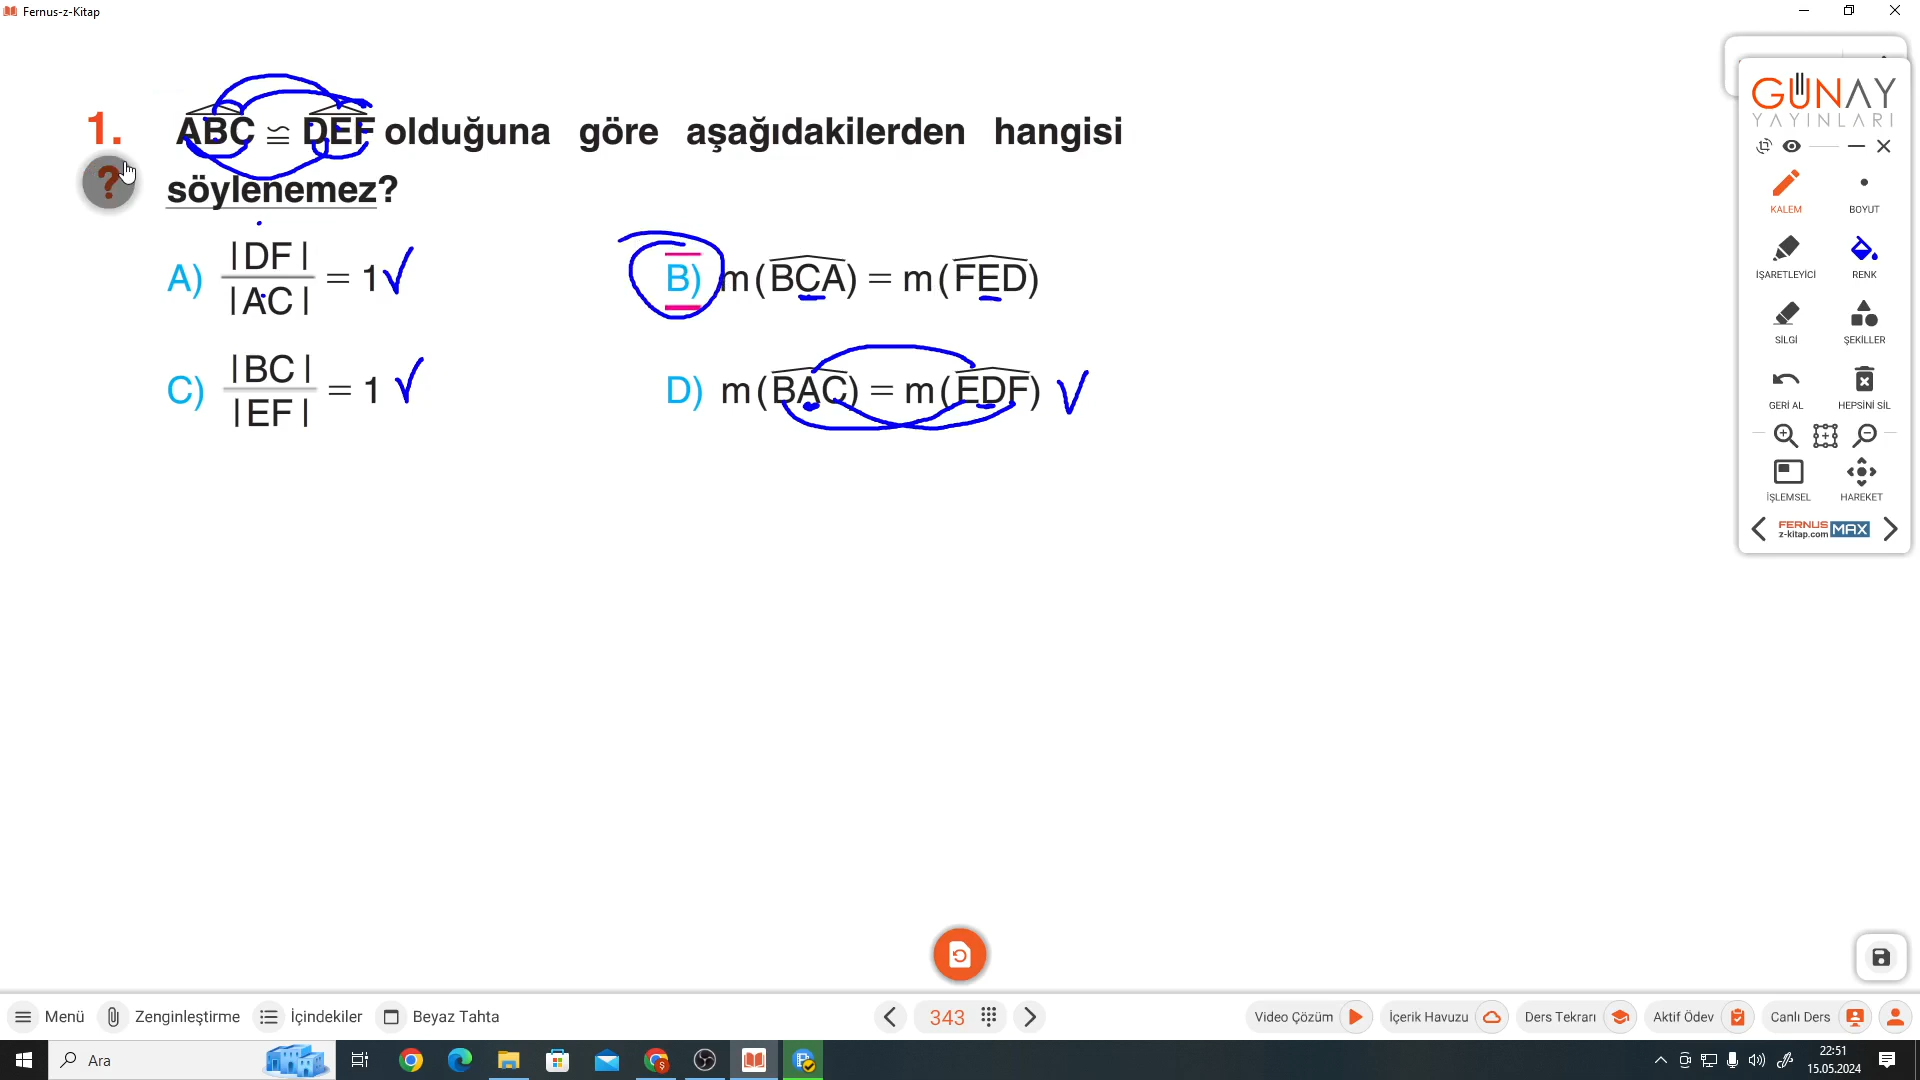 Fernus-z-Kitap
1. ABC ≅ DEF olduğuna göre aşağıdakilerden hangisi
söylenemez?
?
A) |DF| / |AC| = 1
B) m(BCA) = m(FED)
C) |BC| / |EF| = 1
D) m(BAC) = m(EDF)
GÜNAY
YAYINLARI
KALEM BOYUT
İŞARETLEYİCİ RENK
SİLGİ ŞEKİLLER
GERİ AL HEPSİNİ SİL
İŞLEMSEL HAREKET
FERNUS
z-kitap.com MAX
Menü Zenginleştirme İçindekiler Beyaz Tahta 343 Video Çözüm İçerik Havuzu Ders Tekrarı Aktif Ödev Canlı Ders
Ara
22:51
15.05.2024